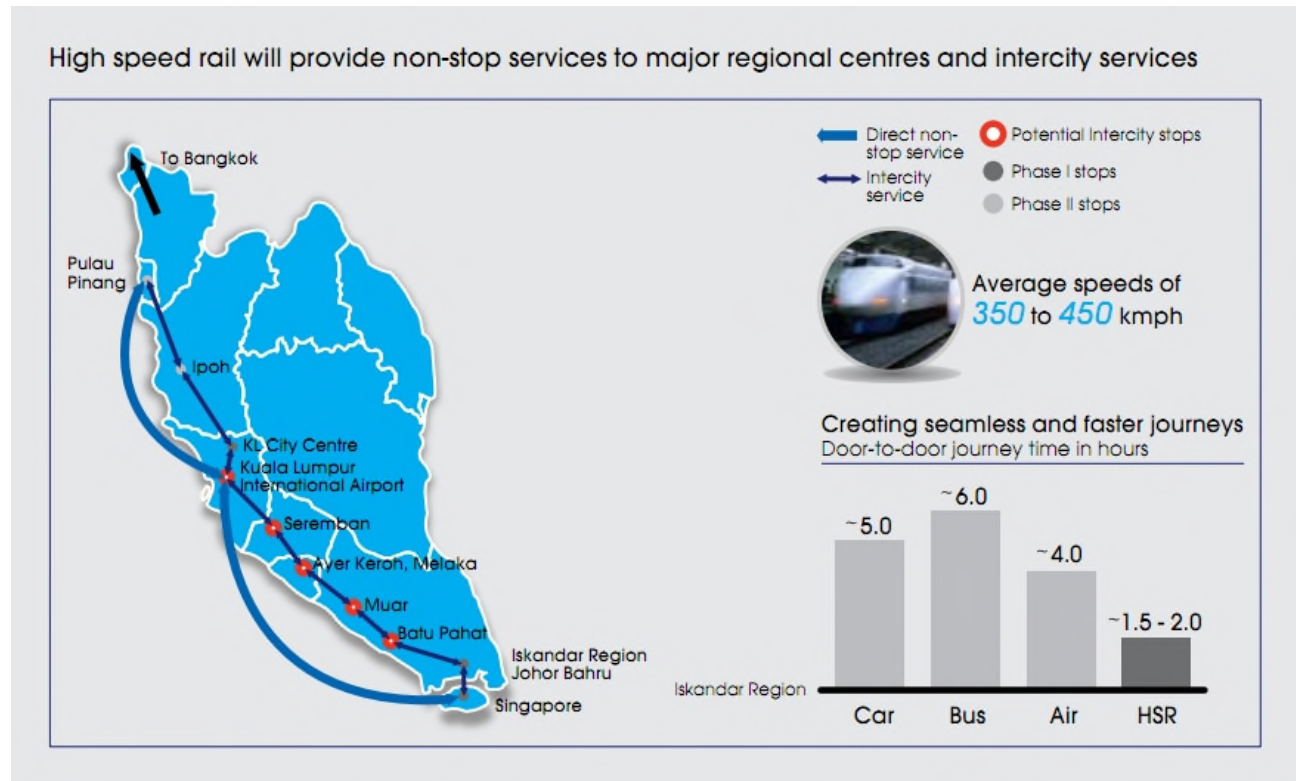 High speed rail will provide non-stop services to major regional centres and intercity services
To Bangkok
Pulau
Pinang
Ipoh
KL City Centre
Kuala Lumpur
International Airport
Seremban
Ayer Keroh, Melaka
Muar
Batu Pahat
Iskandar Region
Johor Bahru
Singapore
Direct non-
stop service
Intercity
service
Potential Intercity stops
Phase I stops
Phase II stops
Average speeds of
350 to 450 kmph
Creating seamless and faster journeys
Door-to-door journey time in hours
~5.0
~6.0
~4.0
~1.5 - 2.0
Iskandar Region
Car
Bus
Air
HSR